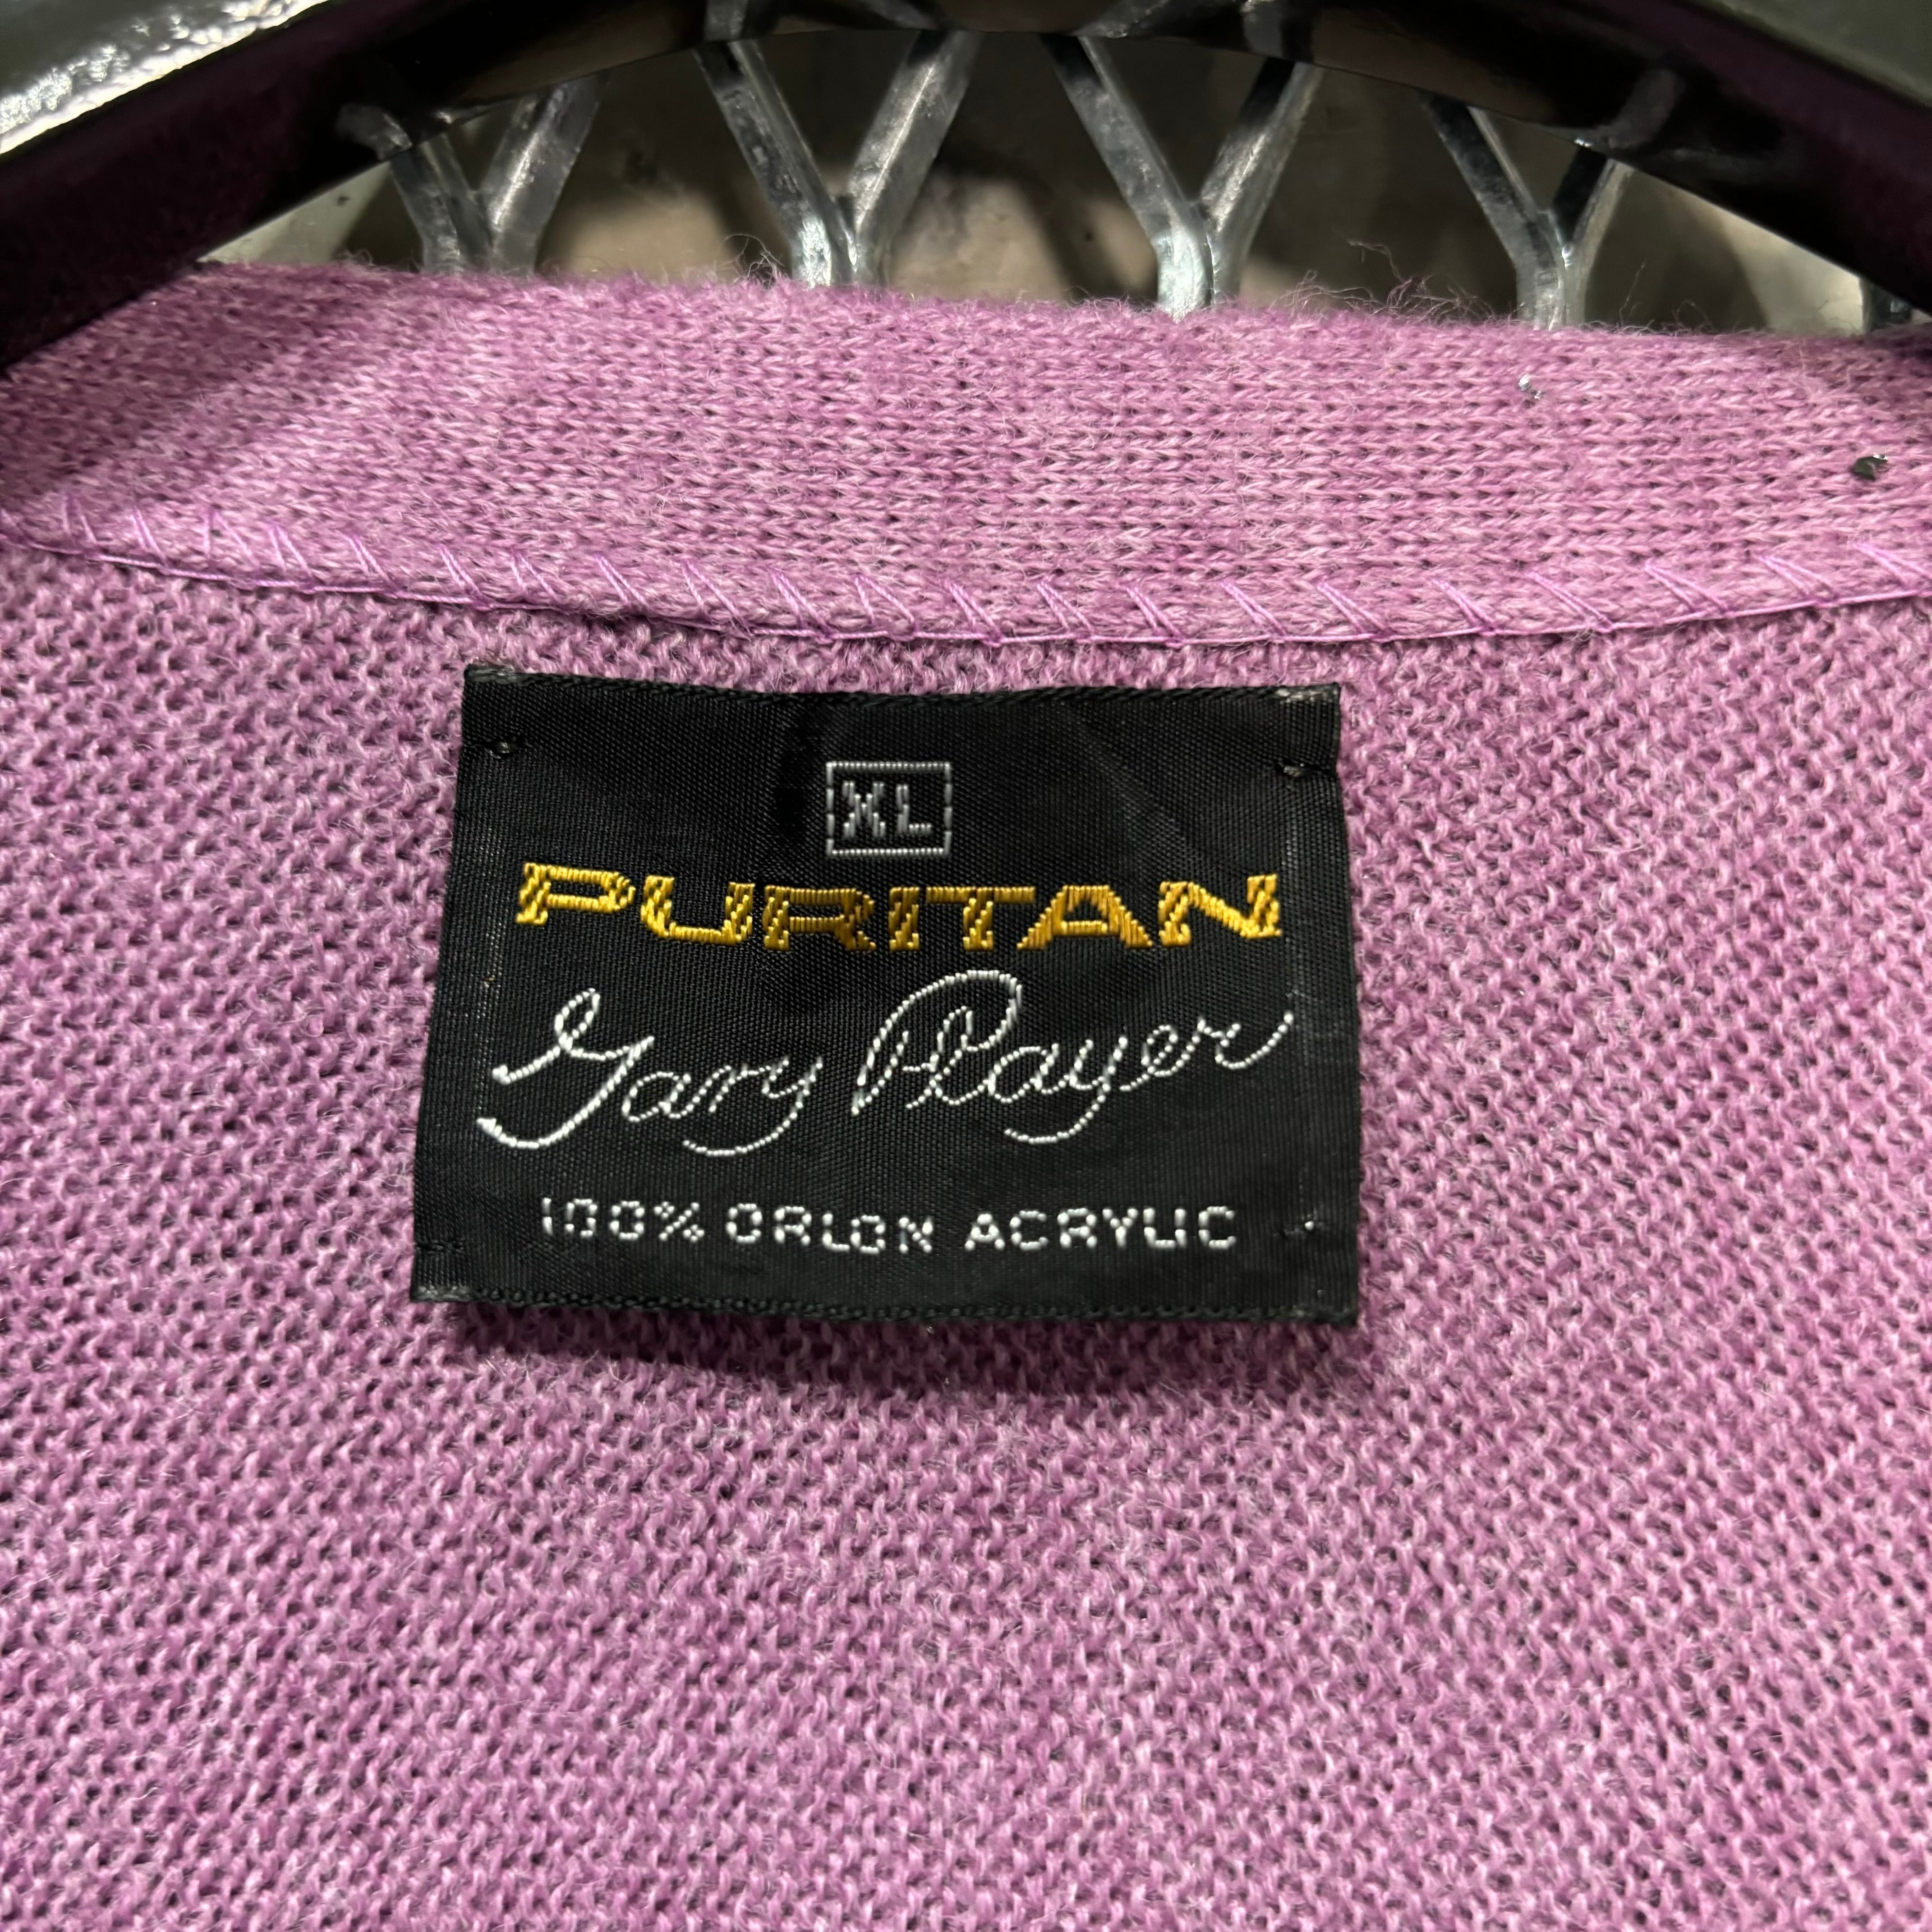 XL
PURITAN
Gary Player
100% ORLON ACRYLIC